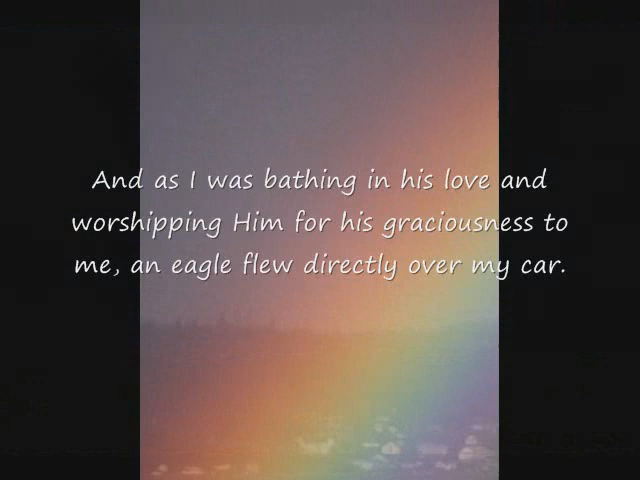 And as I was bathing in his love and
worshipping Him for his graciousness to
me, an eagle flew directly over my car.